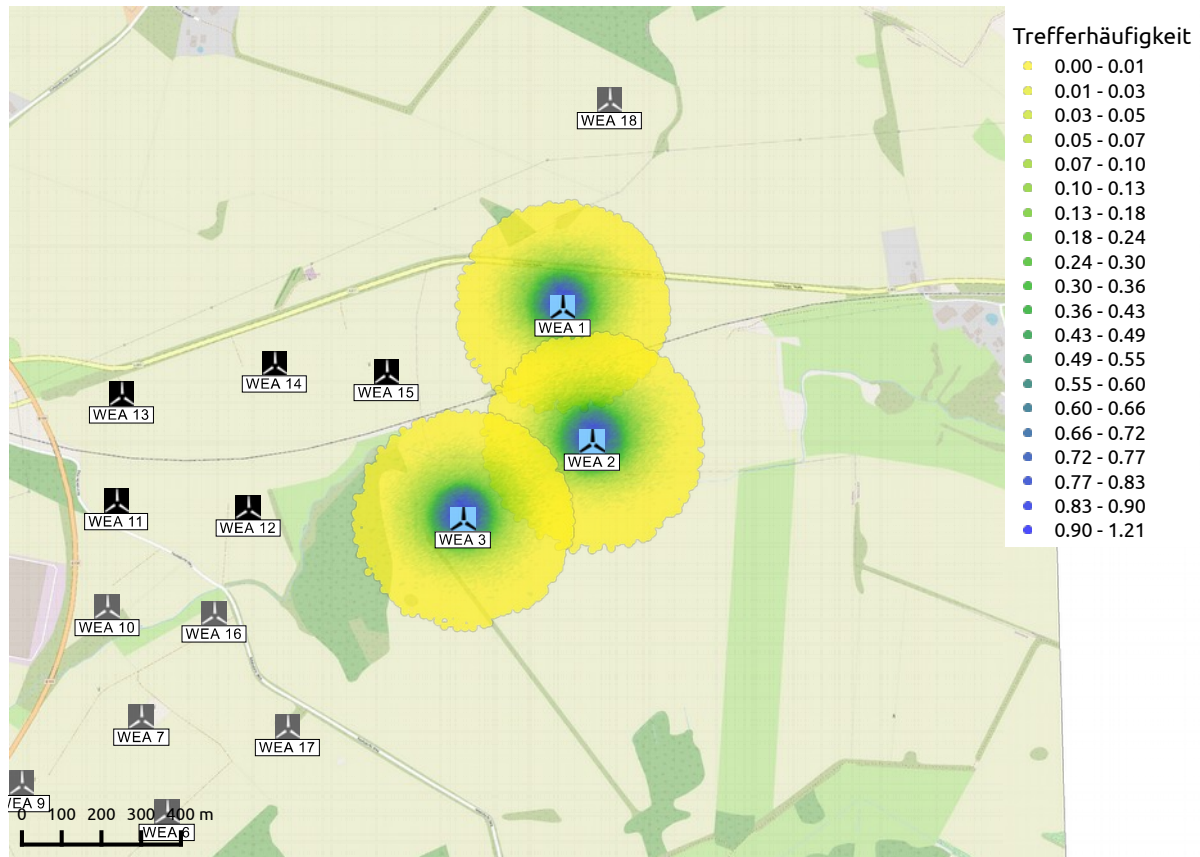 Trefferhäufigkeit
0.00 - 0.01
0.01 - 0.03
0.03 - 0.05
0.05 - 0.07
0.07 - 0.10
0.10 - 0.13
0.13 - 0.18
0.18 - 0.24
0.24 - 0.30
0.30 - 0.36
0.36 - 0.43
0.43 - 0.49
0.49 - 0.55
0.55 - 0.60
0.60 - 0.66
0.66 - 0.72
0.72 - 0.77
0.77 - 0.83
0.83 - 0.90
0.90 - 1.21
WEA 18
WEA 1
WEA 14
WEA 15
WEA 13
WEA 2
WEA 11
WEA 12
WEA 3
WEA 10
WEA 16
WEA 7
WEA 17
WEA 9
WEA 6
0 100 200 300 400 m